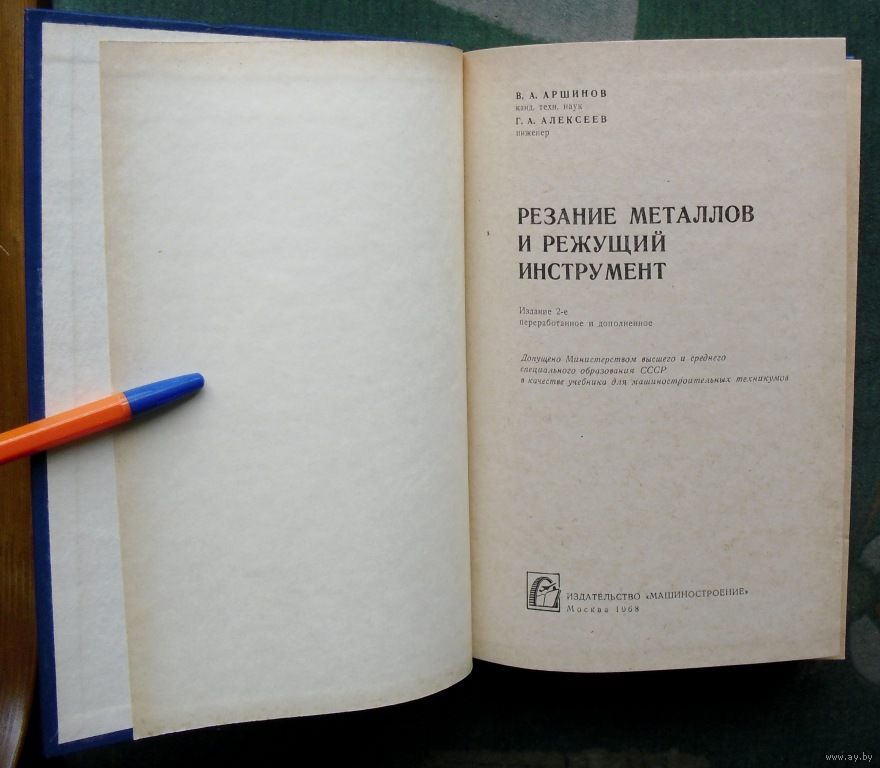 В. А. АРШИНОВ
канд. техн. наук
Г. А. АЛЕКСЕЕВ
инженер
РЕЗАНИЕ МЕТАЛЛОВ
И РЕЖУЩИЙ
ИНСТРУМЕНТ
Издание 2-е
переработанное и дополненное
Допущено Министерством высшего и среднего
специального образования СССР
в качестве учебника для машиностроительных техникумов
ИЗДАТЕЛЬСТВО «МАШИНОСТРОЕНИЕ»
Москва 1968
www.ay.by